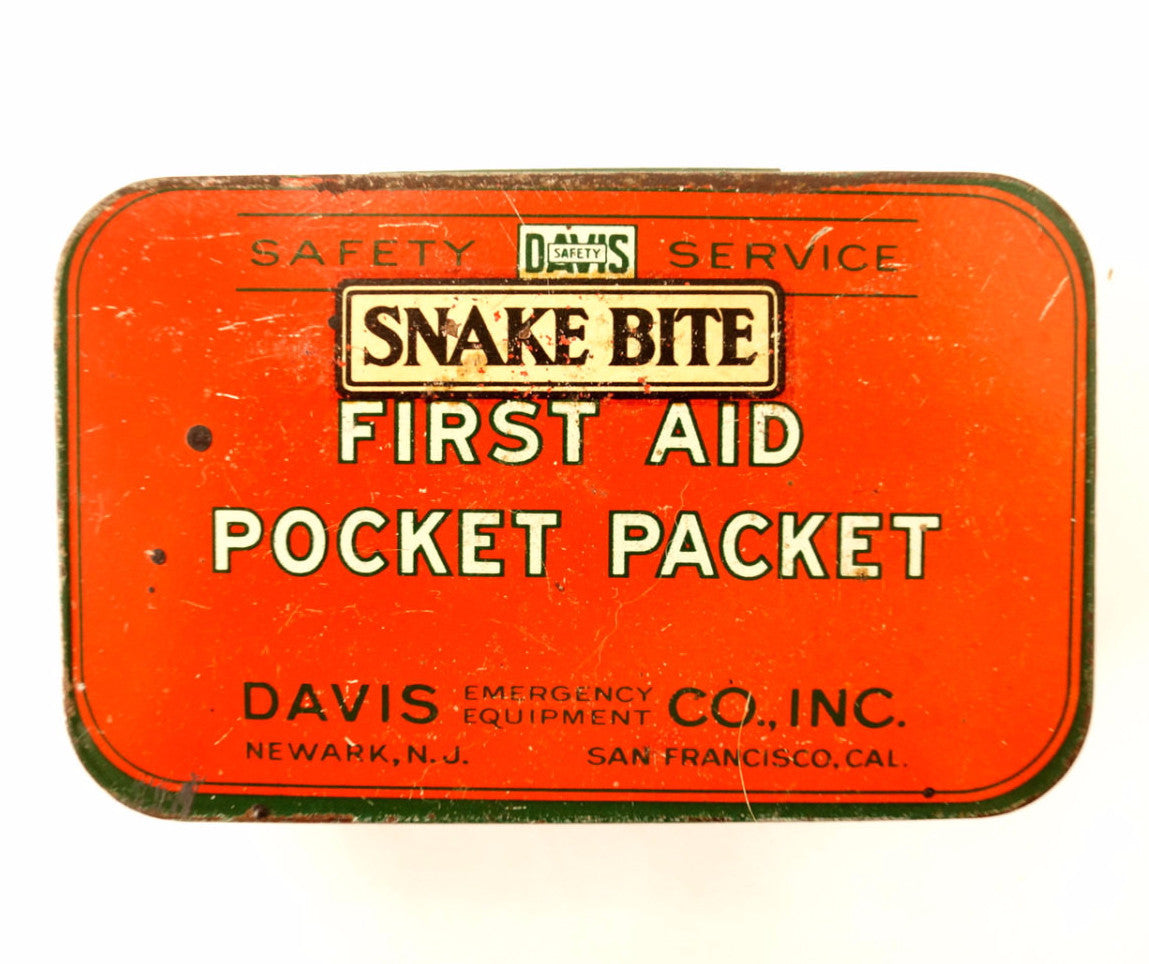 SAFETY DAVIS SAFETY SERVICE
SNAKE BITE
FIRST AID
POCKET PACKET
DAVIS EMERGENCY EQUIPMENT CO., INC.
NEWARK, N. J. SAN FRANCISCO, CAL.